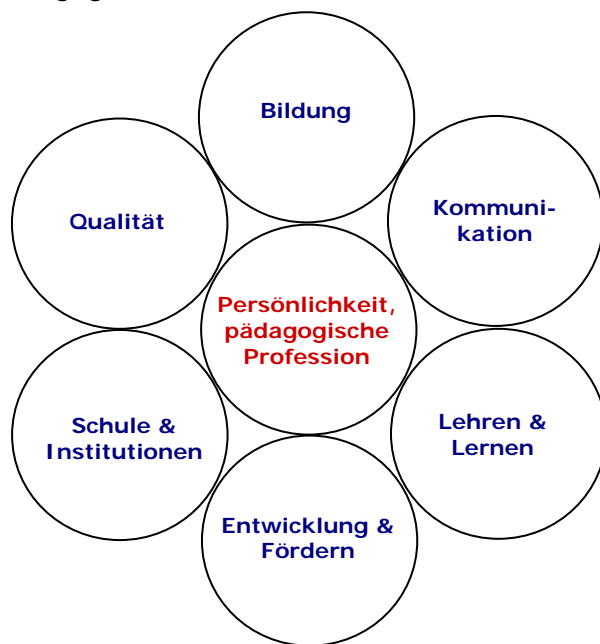 Bildung
Qualität
Kommuni-
kation
Persönlichkeit,
pädagogische
Profession
Schule &
Institutionen
Lehren &
Lernen
Entwicklung &
Fördern